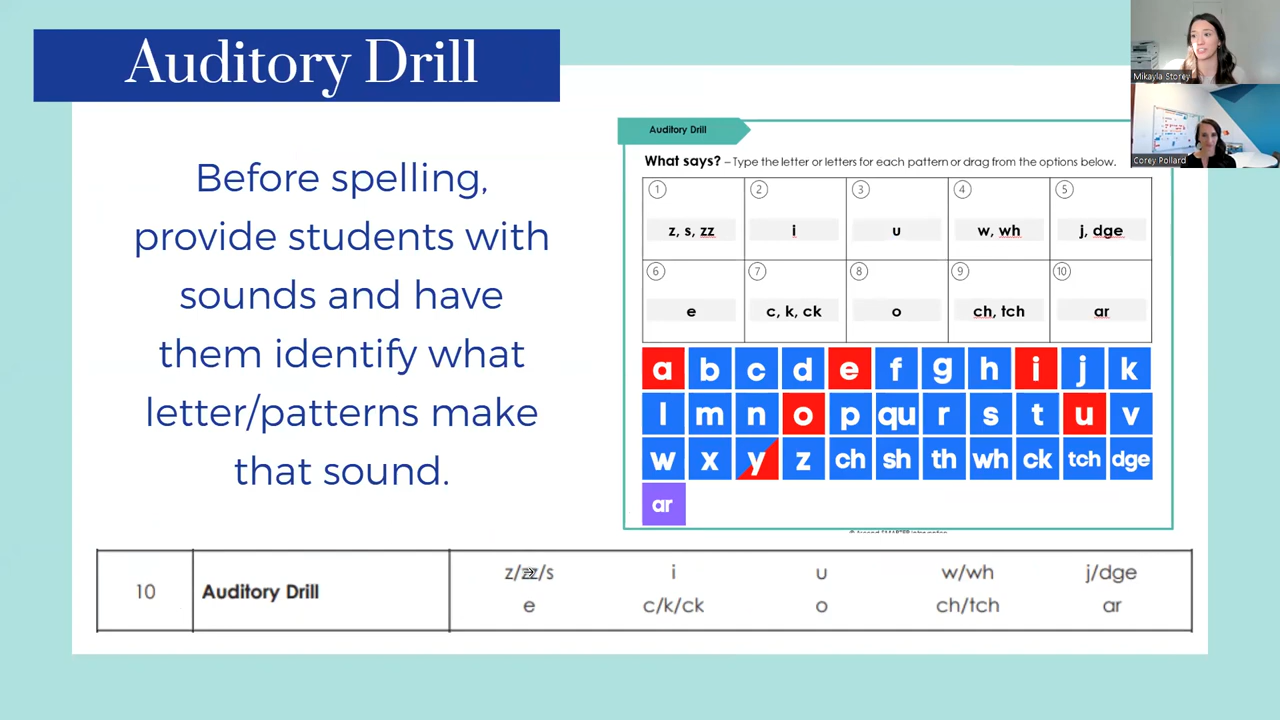 Auditory Drill
Mikayla Storey
Corey Pollard
Before spelling,
provide students with
sounds and have
them identify what
letter/patterns make
that sound.
Auditory Drill
What says? – Type the letter or letters for each pattern or drag from the options below.
1 2 3 4 5
z, s, zz i u w, wh j, dge
6 7 8 9 10
e c, k, ck o ch, tch ar
a b c d e f g h i j k
l m n o p qu r s t u v
w x y z ch sh th wh ck tch dge
ar
10 Auditory Drill z/zz/s i u w/wh j/dge
e c/k/ck o ch/tch ar